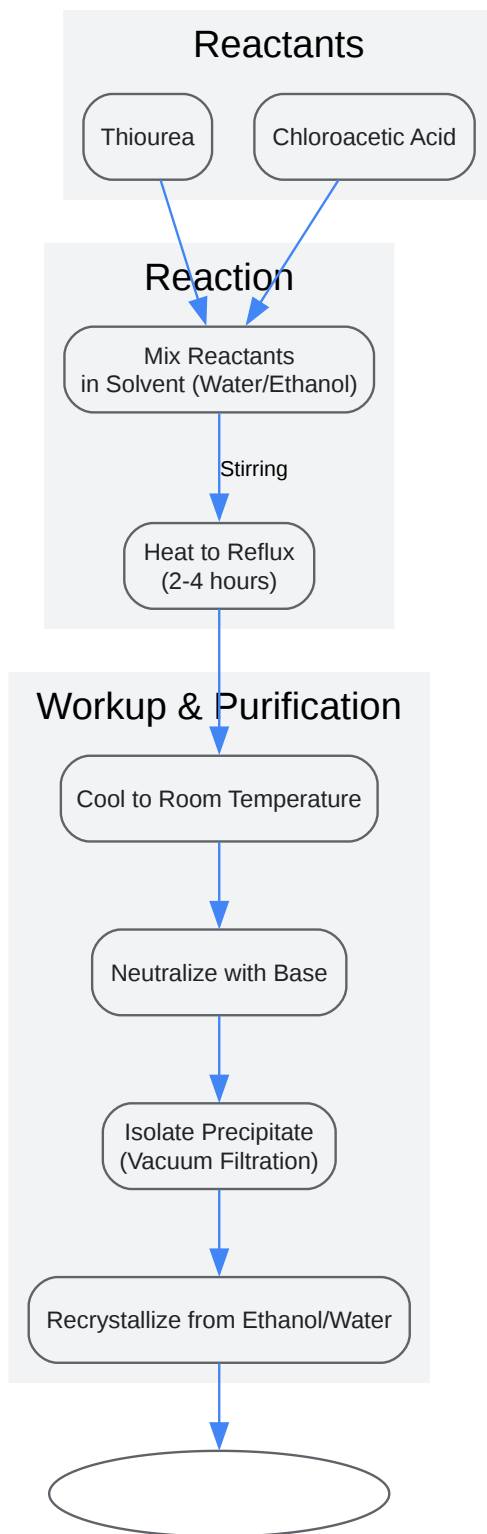 Reactants
Thiourea
Chloroacetic Acid
Reaction
Mix Reactants
in Solvent (Water/Ethanol)
Stirring
Heat to Reflux
(2-4 hours)
Workup & Purification
Cool to Room Temperature
Neutralize with Base
Isolate Precipitate
(Vacuum Filtration)
Recrystallize from Ethanol/Water